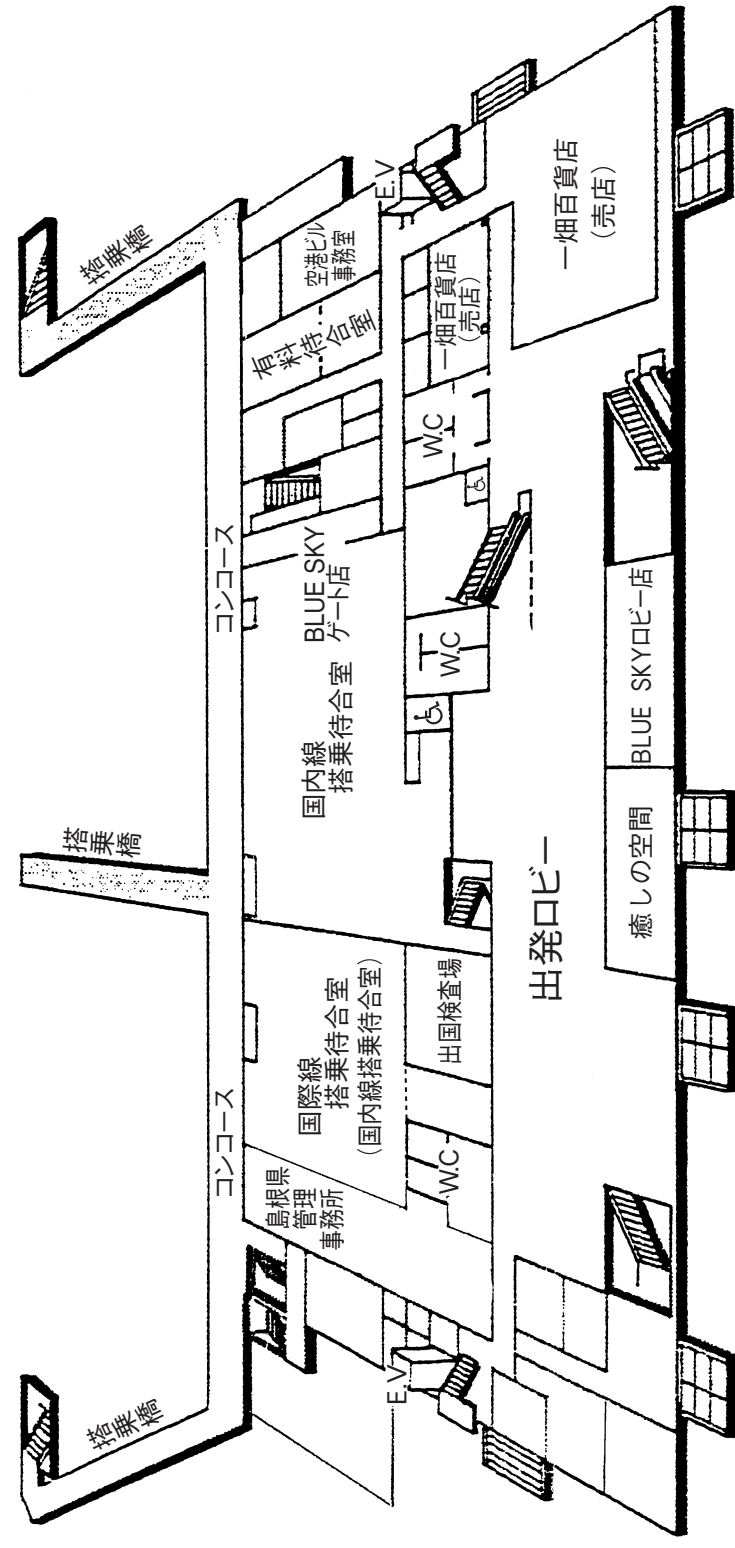 搭乗橋
搭乗橋
搭乗橋
コンコース
コンコース
島根県
管理
事務所
国際線
搭乗待合室
(国内線搭乗待合室)
国内線
搭乗待合室
BLUE SKY
ゲート店
有料待合室
空港ビル
事務室
E.V
E.V
W.C
出国検査場
W.C
W.C
一畑百貨店
(売店)
出発ロビー
一畑百貨店
(売店)
癒しの空間
BLUE SKYロビー店